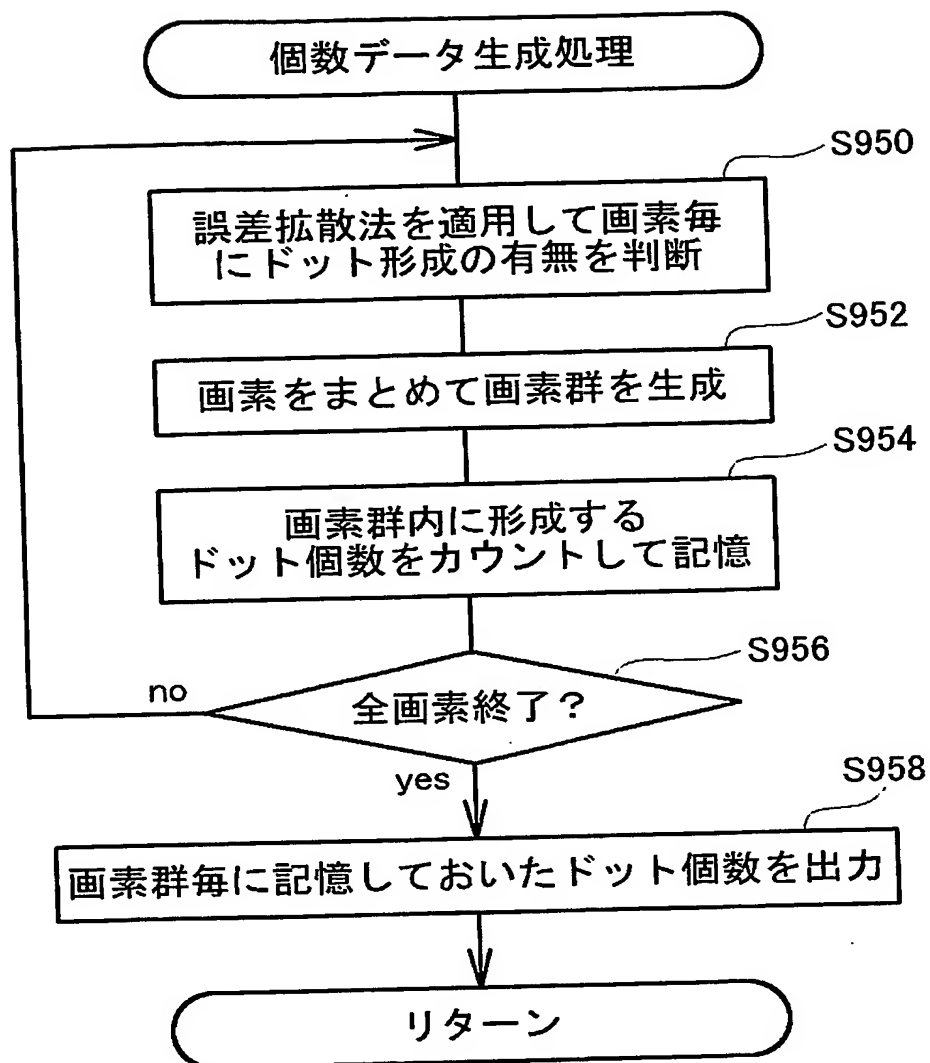 個数データ生成処理
S950
誤差拡散法を適用して画素毎
にドット形成の有無を判断
S952
画素をまとめて画素群を生成
S954
画素群内に形成する
ドット個数をカウントして記憶
S956
no
全画素終了？
yes
S958
画素群毎に記憶しておいたドット個数を出力
リターン